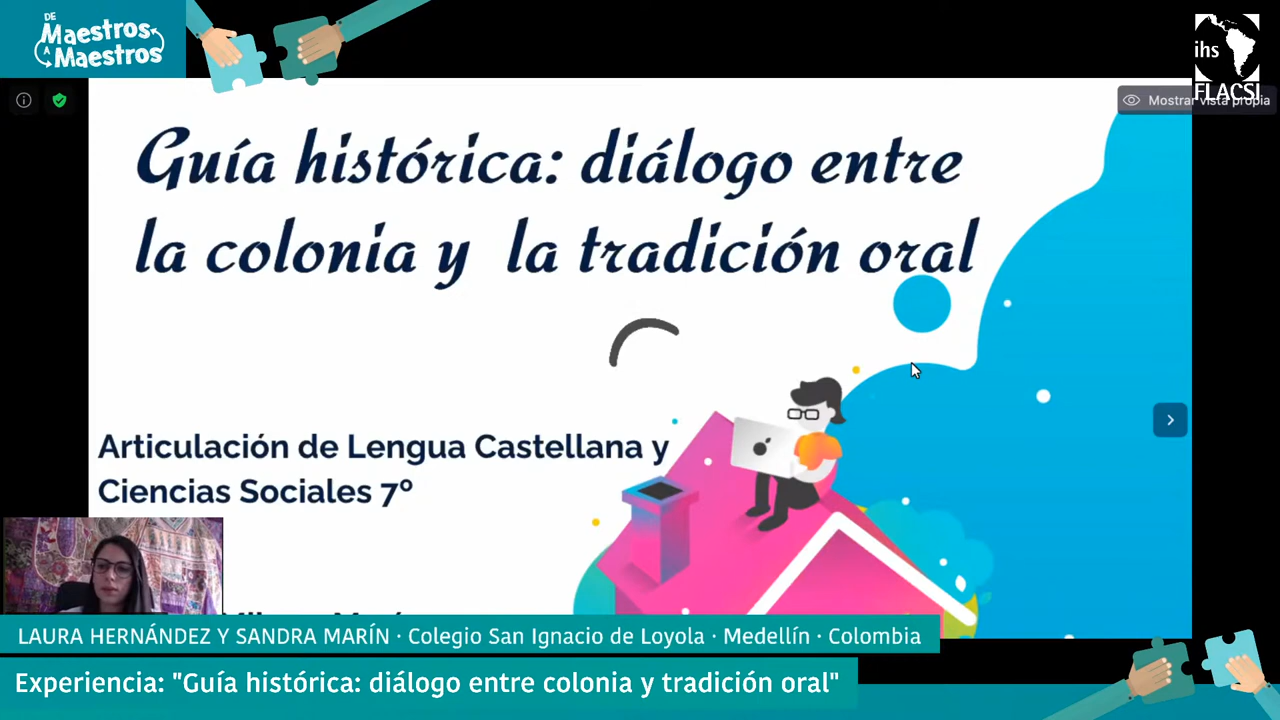 DE
Maestros
A Maestros
ihs
FLACSI
Mostrar vista propia
Guía histórica: diálogo entre
la colonia y la tradición oral
Articulación de Lengua Castellana y
Ciencias Sociales 7º
LAURA HERNÁNDEZ Y SANDRA MARÍN · Colegio San Ignacio de Loyola · Medellín · Colombia
Experiencia: "Guía histórica: diálogo entre colonia y tradición oral"